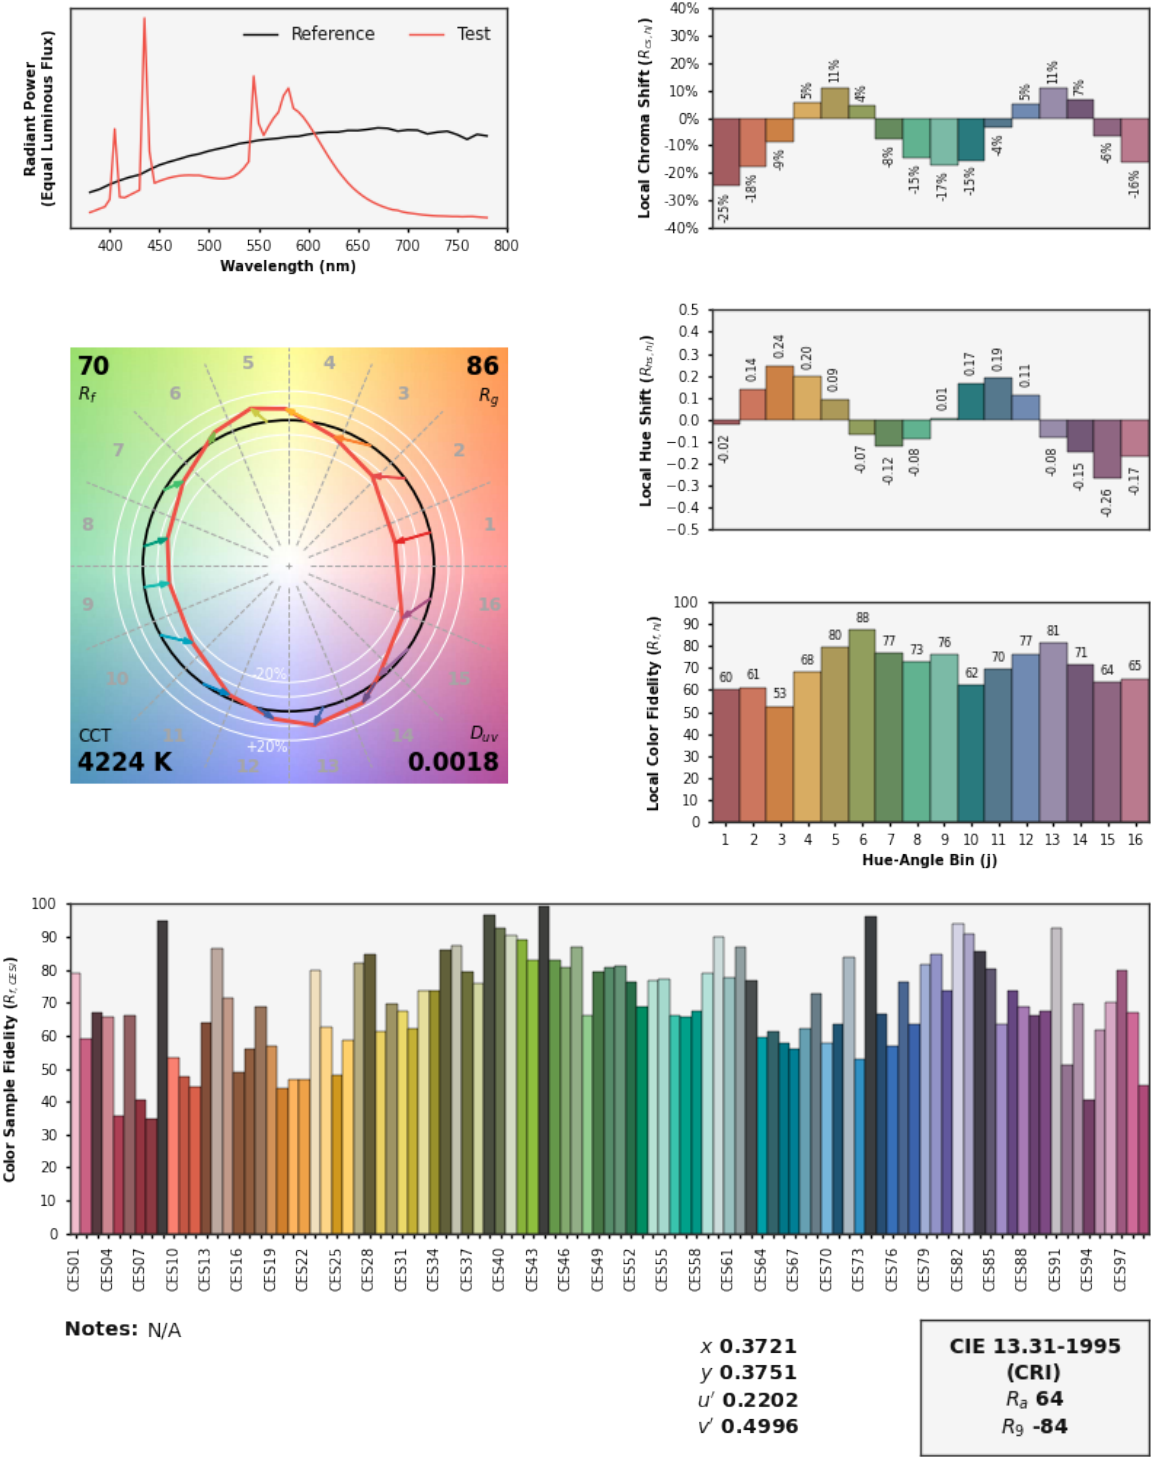 Radiant Power
(Equal Luminous Flux)
Reference
Test
400 450 500 550 600 650 700 750 800
Wavelength (nm)
Local Chroma Shift (Rcs,hj)
40%
30%
20%
10%
0%
-10%
-20%
-30%
-40%
-25% -18% -9% 5% 11% 4% -8% -15% -17% -15% -4% 5% 11% 7% -6% -16%
Local Hue Shift (Rhs,hj)
0.5
0.4
0.3
0.2
0.1
0.0
−0.1
−0.2
−0.3
−0.4
−0.5
-0.02 0.14 0.24 0.20 0.09 -0.07 -0.12 -0.08 0.01 0.17 0.19 0.11 -0.08 -0.15 -0.26 -0.17
70
Rf
86
Rg
1
2
3
4
5
6
7
8
9
10
11
12
13
14
15
16
-20%
+20%
CCT
4224 K
Duv
0.0018
Local Color Fidelity (Rf,hj)
100
90
80
70
60
50
40
30
20
10
0
60 61 53 68 80 88 77 73 76 62 70 77 81 71 64 65
1 2 3 4 5 6 7 8 9 10 11 12 13 14 15 16
Hue-Angle Bin (j)
Color Sample Fidelity (Rf,CESi)
100
90
80
70
60
50
40
30
20
10
0
CES01 CES04 CES07 CES10 CES13 CES16 CES19 CES22 CES25 CES28 CES31 CES34 CES37 CES40 CES43 CES46 CES49 CES52 CES55 CES58 CES61 CES64 CES67 CES70 CES73 CES76 CES79 CES82 CES85 CES88 CES91 CES94 CES97
Notes: N/A
x 0.3721
y 0.3751
u' 0.2202
v' 0.4996
CIE 13.31-1995
(CRI)
Ra 64
R9 -84